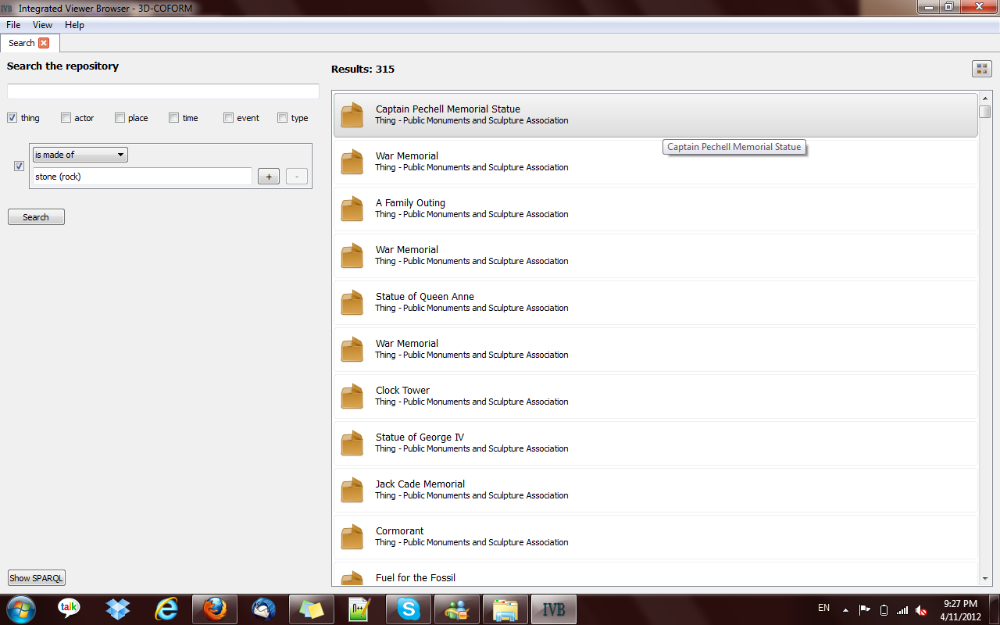 IVB Integrated Viewer Browser - 3D-COFORM
File View Help
Search
Search the repository
thing actor place time event type
is made of
stone (rock)
+ -
Search
Show SPARQL
Results: 315
Captain Pechell Memorial Statue
Thing - Public Monuments and Sculpture Association
Captain Pechell Memorial Statue
War Memorial
Thing - Public Monuments and Sculpture Association
A Family Outing
Thing - Public Monuments and Sculpture Association
War Memorial
Thing - Public Monuments and Sculpture Association
Statue of Queen Anne
Thing - Public Monuments and Sculpture Association
War Memorial
Thing - Public Monuments and Sculpture Association
Clock Tower
Thing - Public Monuments and Sculpture Association
Statue of George IV
Thing - Public Monuments and Sculpture Association
Jack Cade Memorial
Thing - Public Monuments and Sculpture Association
Cormorant
Thing - Public Monuments and Sculpture Association
Fuel for the Fossil
talk
n++
IVB
EN
9:27 PM
4/11/2012